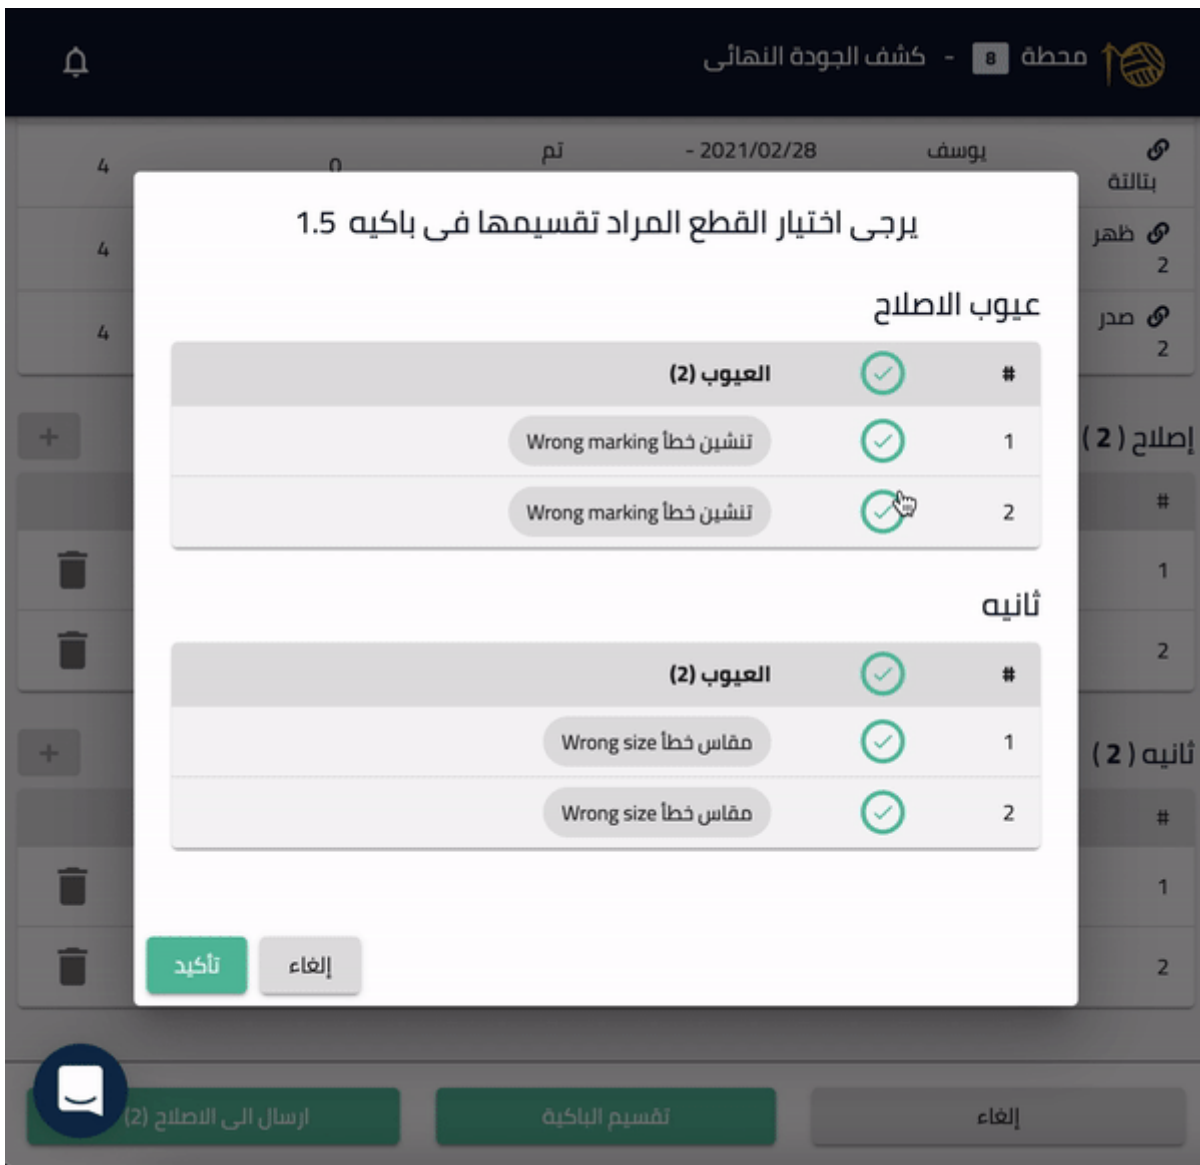 محطة 8 - كشف الجودة النهائى
بتالتة يوسف 2021/02/28 - تم 0 4
ظهر 2 4
صدر 2 4
إصلاح ( 2 ) +
#
1
2
ثانيه ( 2 ) +
#
1
2
يرجى اختيار القطع المراد تقسيمها فى باكيه 1.5
عيوب الاصلاح
# العيوب (2)
1 تنشين خطأ Wrong marking
2 تنشين خطأ Wrong marking
ثانيه
# العيوب (2)
1 مقاس خطأ Wrong size
2 مقاس خطأ Wrong size
إلغاء تأكيد
إلغاء تقسيم الباكية ارسال الى الاصلاح (2)